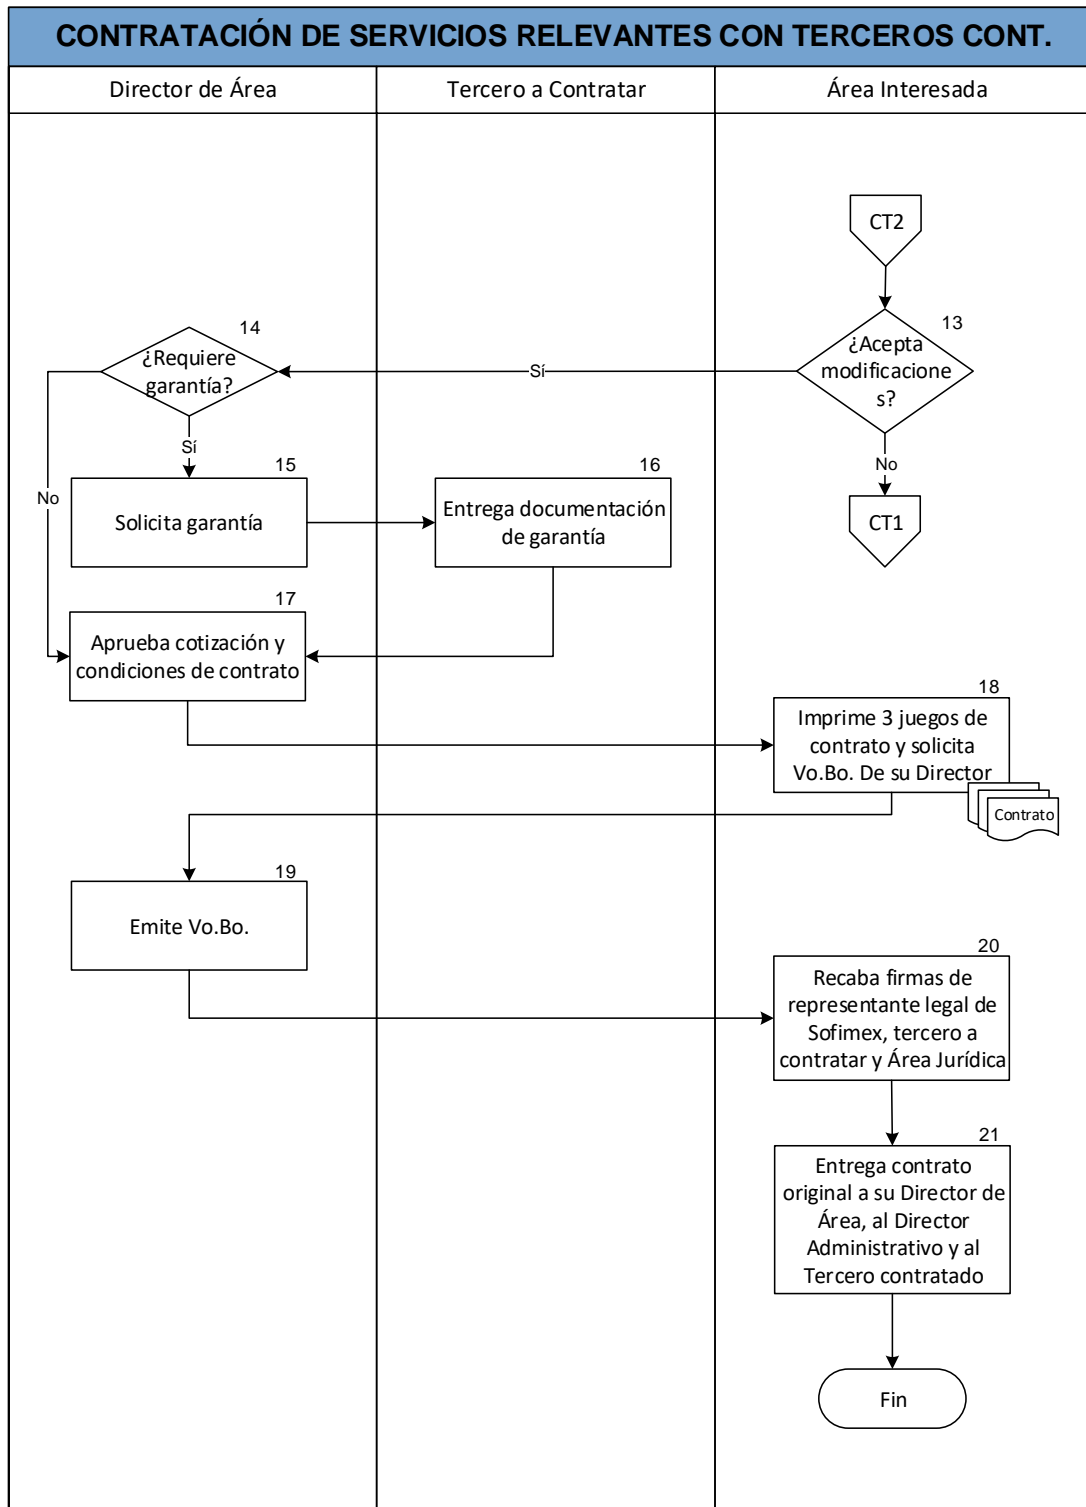 CONTRATACIÓN DE SERVICIOS RELEVANTES CON TERCEROS CONT.
Director de Área
Tercero a Contratar
Área Interesada
CT2
13
¿Acepta
modificacione
s?
Sí
14
¿Requiere
garantía?
Sí
No
No
CT1
15
Solicita garantía
16
Entrega documentación
de garantía
17
Aprueba cotización y
condiciones de contrato
18
Imprime 3 juegos de
contrato y solicita
Vo.Bo. De su Director
Contrato
19
Emite Vo.Bo.
20
Recaba firmas de
representante legal de
Sofimex, tercero a
contratar y Área Jurídica
21
Entrega contrato
original a su Director de
Área, al Director
Administrativo y al
Tercero contratado
Fin